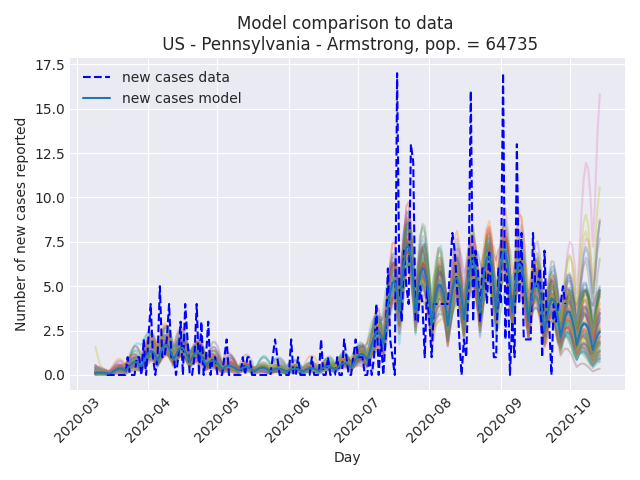 Model comparison to data
US - Pennsylvania - Armstrong, pop. = 64735
17.5
15.0
12.5
10.0
7.5
5.0
2.5
0.0
Number of new cases reported
new cases data
new cases model
2020-03
2020-04
2020-05
2020-06
2020-07
2020-08
2020-09
2020-10
Day